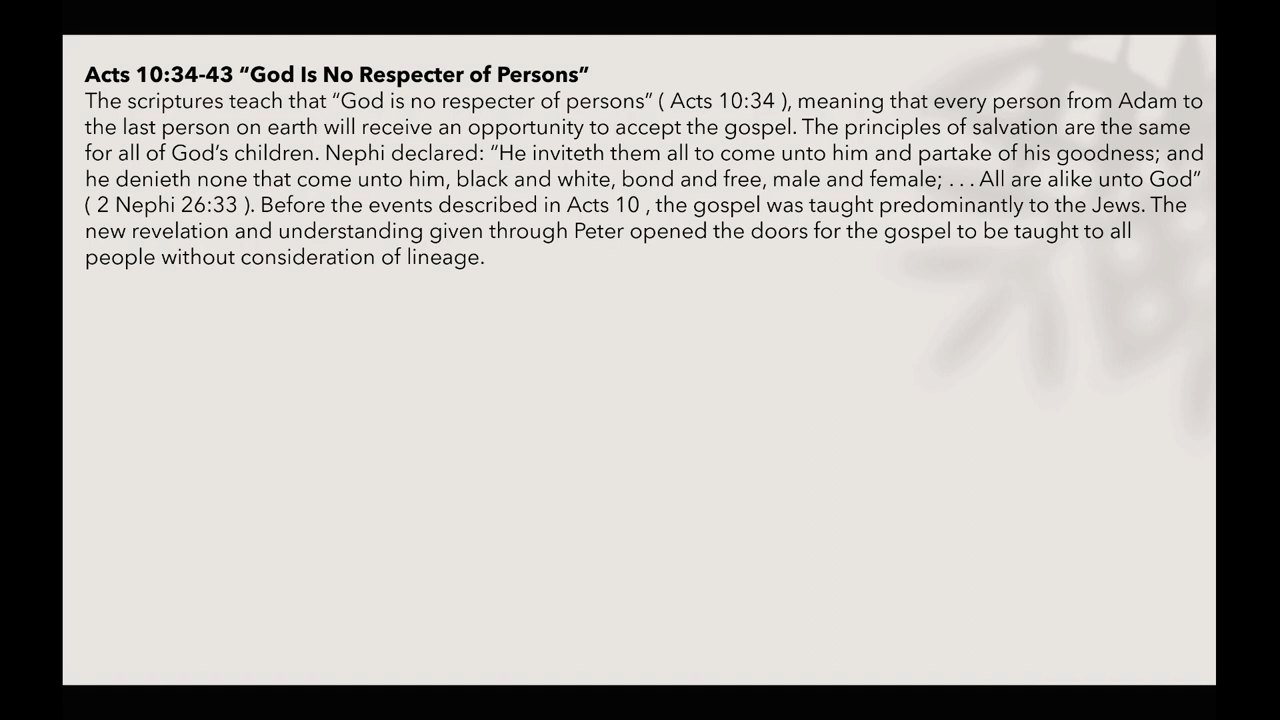 Acts 10:34-43 “God Is No Respecter of Persons”
The scriptures teach that “God is no respecter of persons” ( Acts 10:34 ), meaning that every person from Adam to
the last person on earth will receive an opportunity to accept the gospel. The principles of salvation are the same
for all of God’s children. Nephi declared: “He inviteth them all to come unto him and partake of his goodness; and
he denieth none that come unto him, black and white, bond and free, male and female; . . . All are alike unto God”
( 2 Nephi 26:33 ). Before the events described in Acts 10 , the gospel was taught predominantly to the Jews. The
new revelation and understanding given through Peter opened the doors for the gospel to be taught to all
people without consideration of lineage.